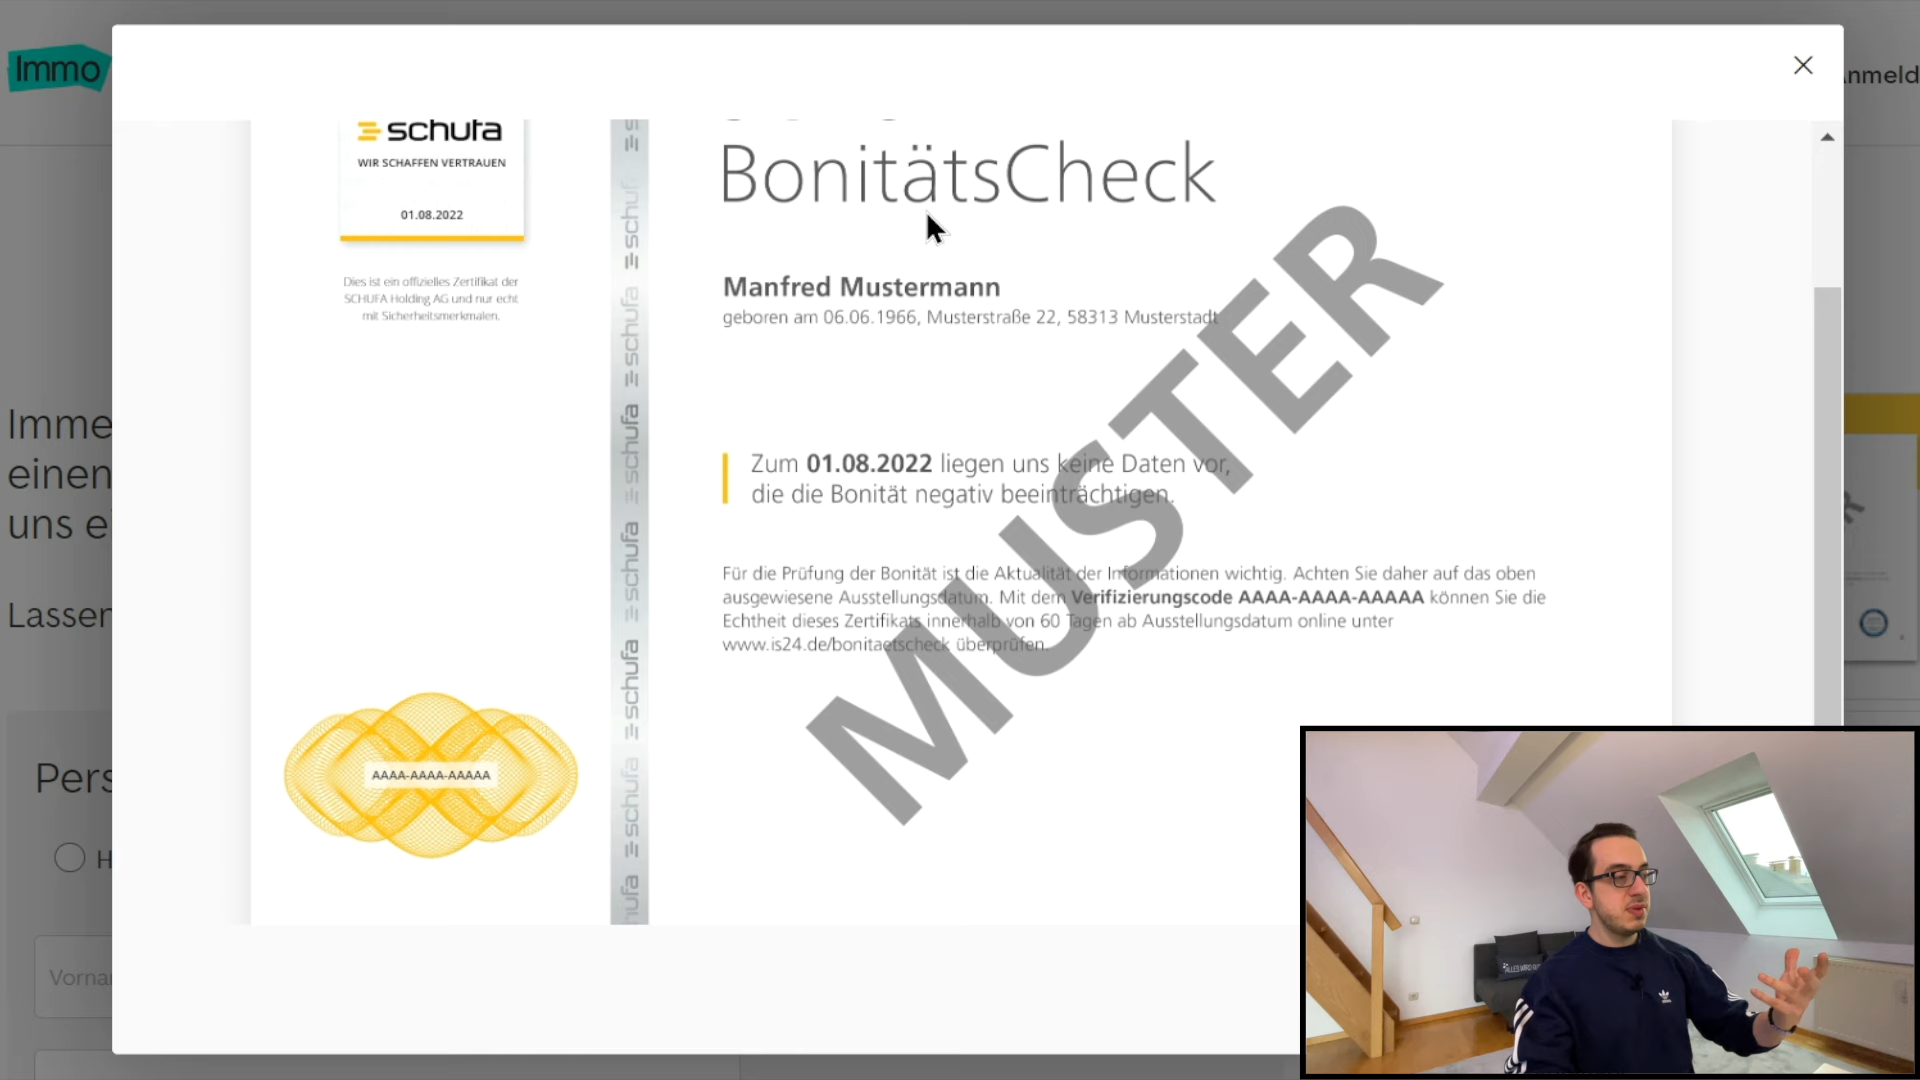 Immo
Anmeld
schufa
WIR SCHAFFEN VERTRAUEN
01.08.2022
Dies ist ein offizielles Zertifikat der
SCHUFA Holding AG und nur echt
mit Sicherheitsmerkmalen.
BonitätsCheck
Manfred Mustermann
geboren am 06.06.1966, Musterstraße 22, 58313 Musterstadt
Zum 01.08.2022 liegen uns keine Daten vor,
die die Bonität negativ beeinträchtigen.
Für die Prüfung der Bonität ist die Aktualität der Informationen wichtig. Achten Sie daher auf das oben
ausgewiesene Ausstellungsdatum. Mit dem Verifizierungscode AAAA-AAAA-AAAAA können Sie die
Echtheit dieses Zertifikats innerhalb von 60 Tagen ab Ausstellungsdatum online unter
www.is24.de/bonitaetscheck überprüfen.
MUSTER
AAAA-AAAA-AAAAA
schufa
schufa
schufa
schufa
schufa
schufa
Imme
einen
uns ei
Lassen
Pers
H
Vorna